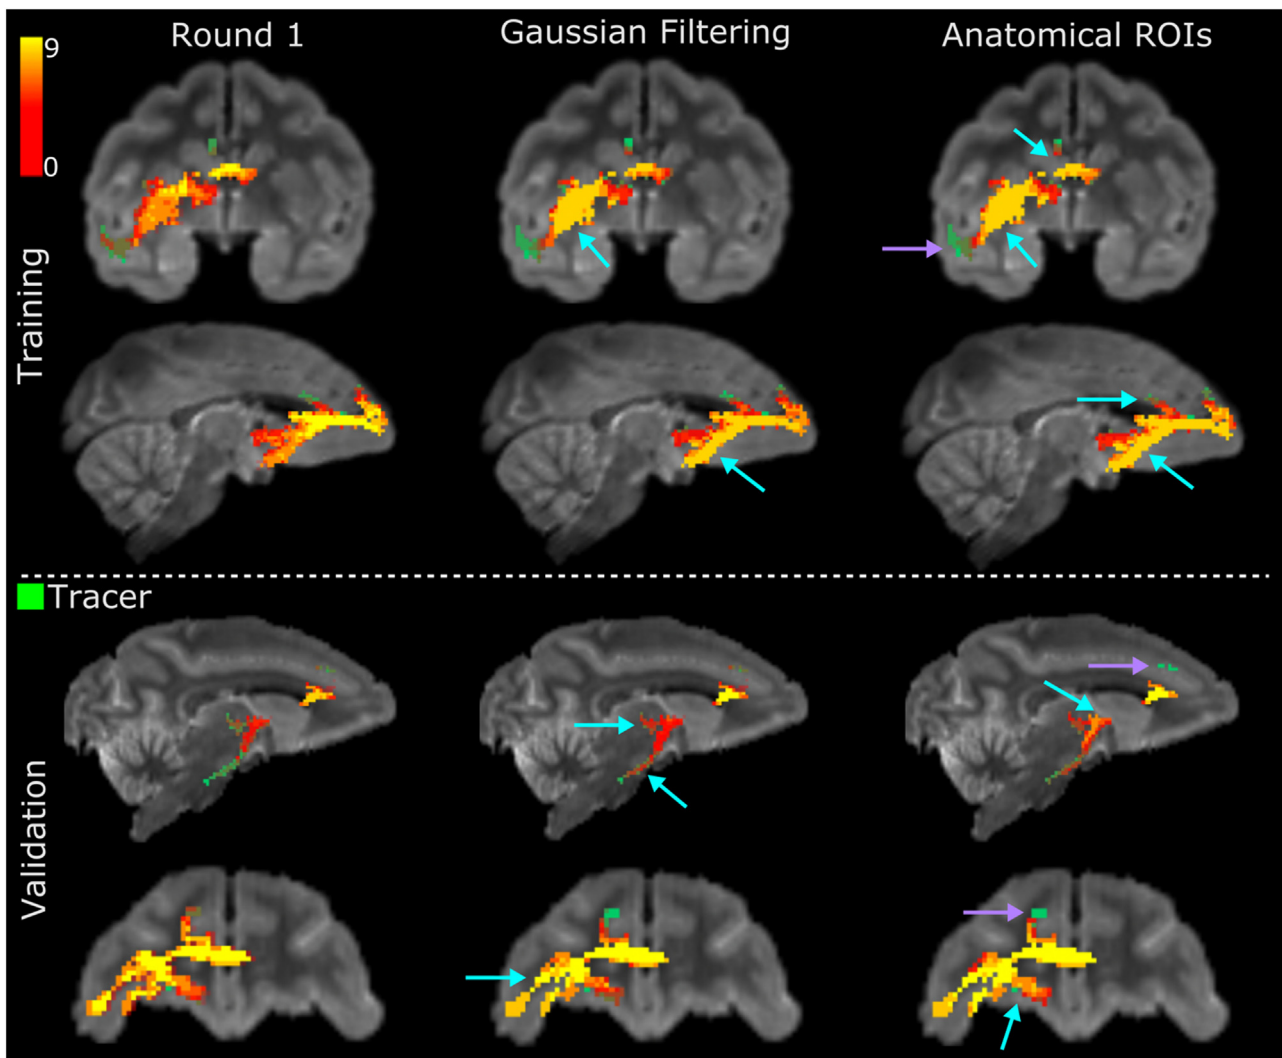 Round 1
Gaussian Filtering
Anatomical ROIs
9
0
Training
Tracer
Validation